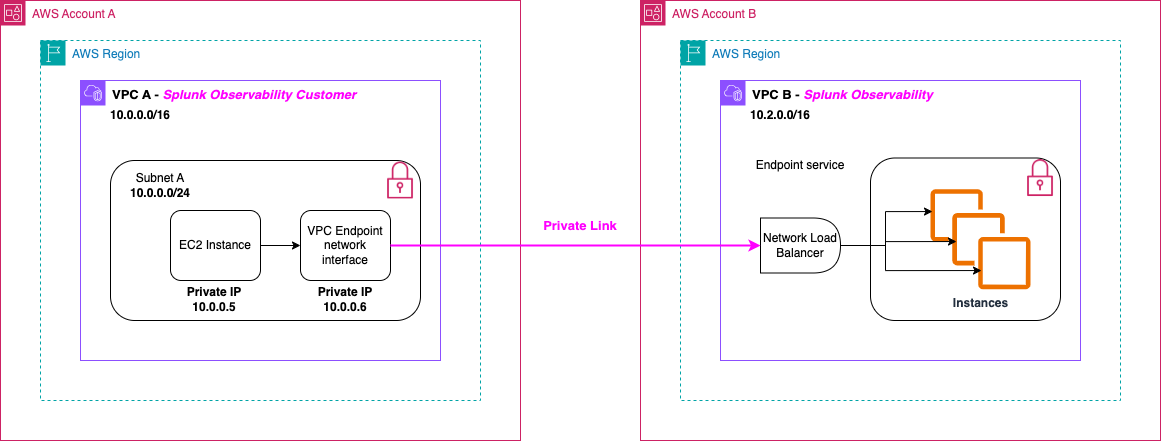 AWS Account A
AWS Region
VPC A - Splunk Observability Customer
10.0.0.0/16
Subnet A
10.0.0.0/24
EC2 Instance
VPC Endpoint
network
interface
Private IP
10.0.0.5
Private IP
10.0.0.6
Private Link
AWS Account B
AWS Region
VPC B - Splunk Observability
10.2.0.0/16
Endpoint service
Network Load
Balancer
Instances